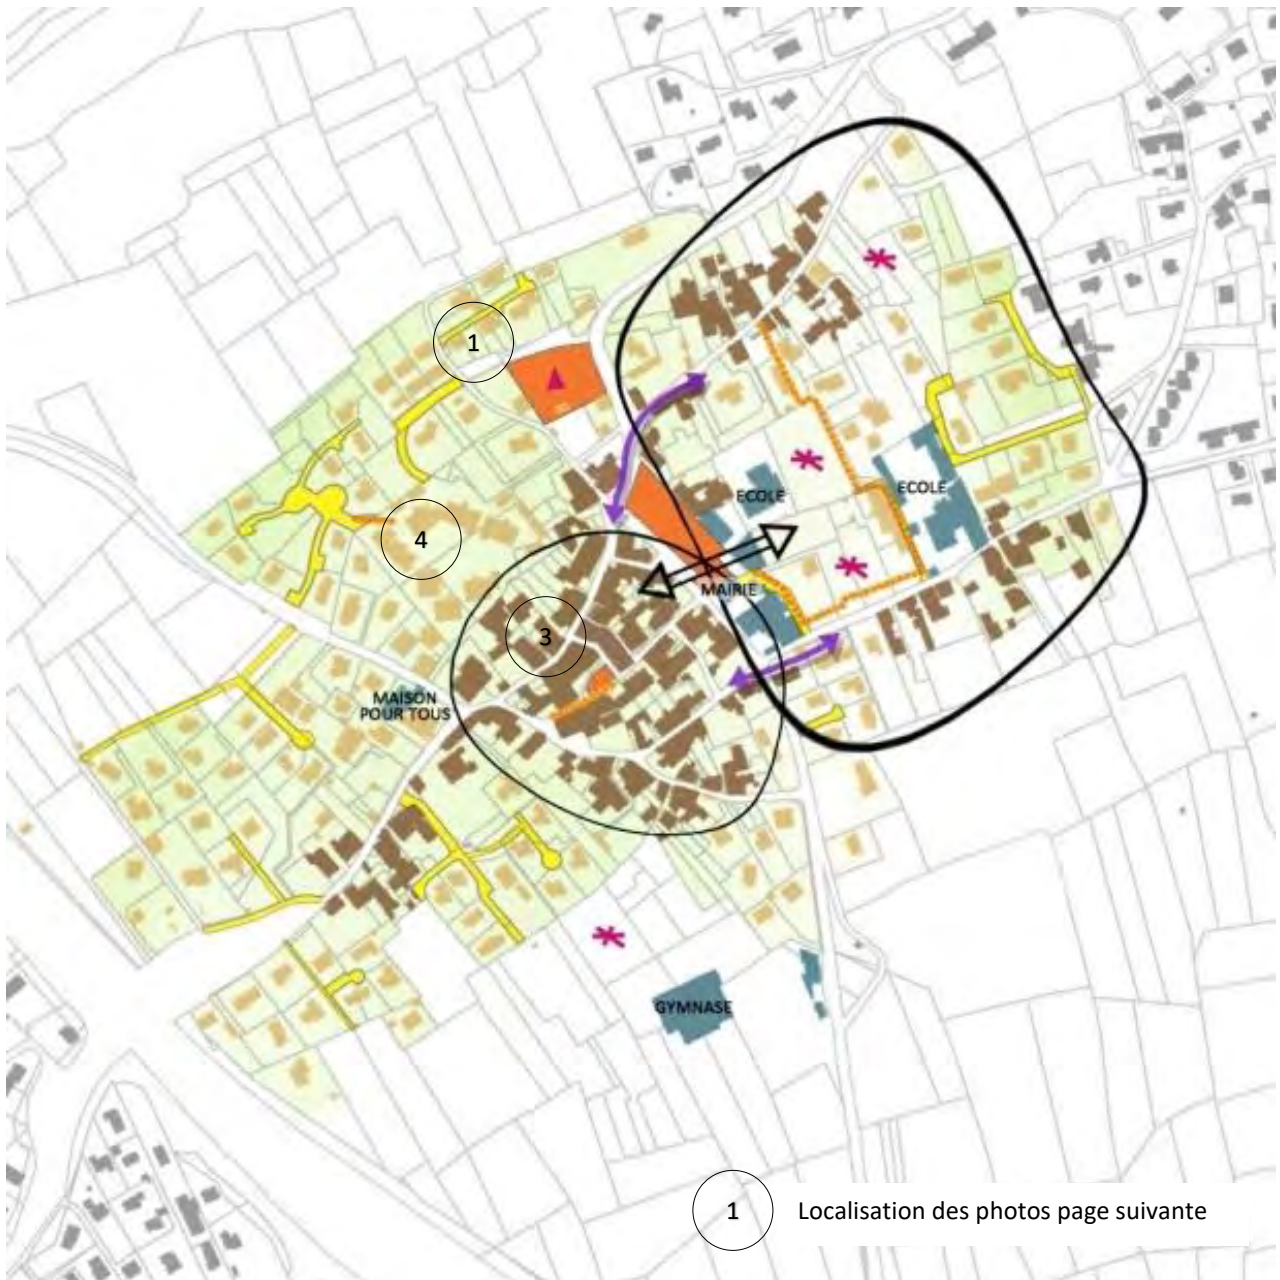 1
ECOLE
ECOLE
4
MAIRIE
3
MAISON
POUR TOUS
GYMNASE
1 Localisation des photos page suivante